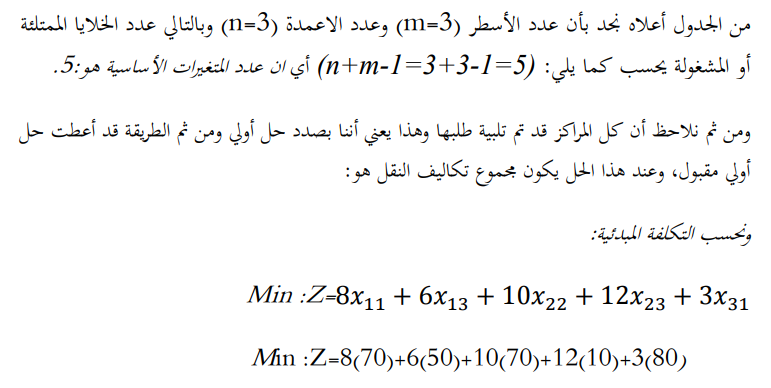 من الجدول أعلاه نجد بأن عدد الأسطر (m=3) وعدد الاعمدة (n=3) وبالتالي عدد الخلايا الممتلئة
أو المشغولة يحسب كما يلي: (n+m-1=3+3-1=5) أي ان عدد المتغيرات الأساسية هو:5.
ومن ثم نلاحظ أن كل المراكز قد تم تلبية طلبها وهذا يعني أننا بصدد حل أولي ومن ثم الطريقة قد أعطت حل
أولي مقبول، وعند هذا الحل يكون مجموع تكاليف النقل هو:
ونحسب التكلفة المبدئية:
Min :Z=8x₁₁ + 6x₁₃ + 10x₂₂ + 12x₂₃ + 3x₃₁
Min :Z=8(70)+6(50)+10(70)+12(10)+3(80)